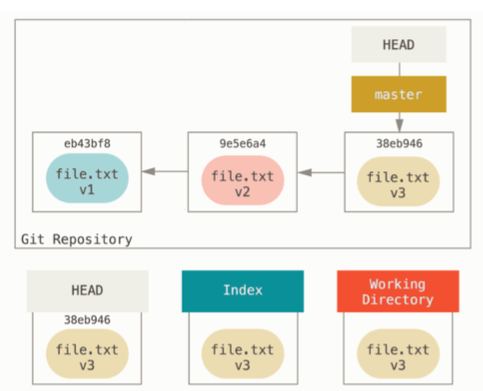 HEAD
master
eb43bf8
9e5e6a4
38eb946
file.txt
v1
file.txt
v2
file.txt
v3
Git Repository
HEAD
Index
Working
Directory
38eb946
file.txt
v3
file.txt
v3
file.txt
v3